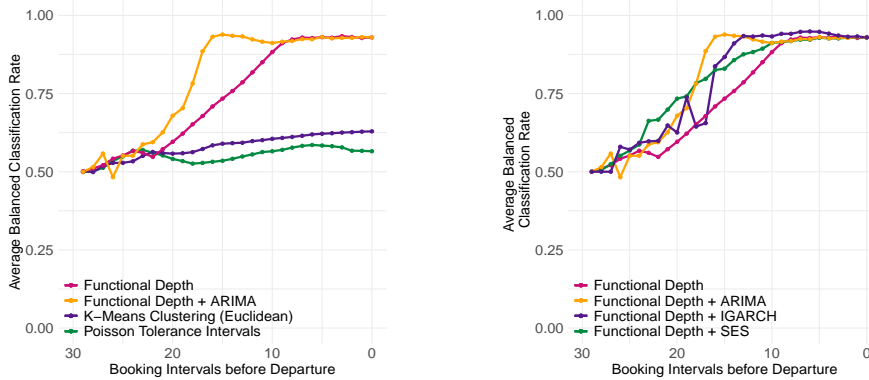 1.00
0.75
0.50
0.25
0.00
Average Balanced Classification Rate
Functional Depth
Functional Depth + ARIMA
K−Means Clustering (Euclidean)
Poisson Tolerance Intervals
30 20 10 0
Booking Intervals before Departure
1.00
0.75
0.50
0.25
0.00
Average Balanced
Classification Rate
Functional Depth
Functional Depth + ARIMA
Functional Depth + IGARCH
Functional Depth + SES
30 20 10 0
Booking Intervals before Departure